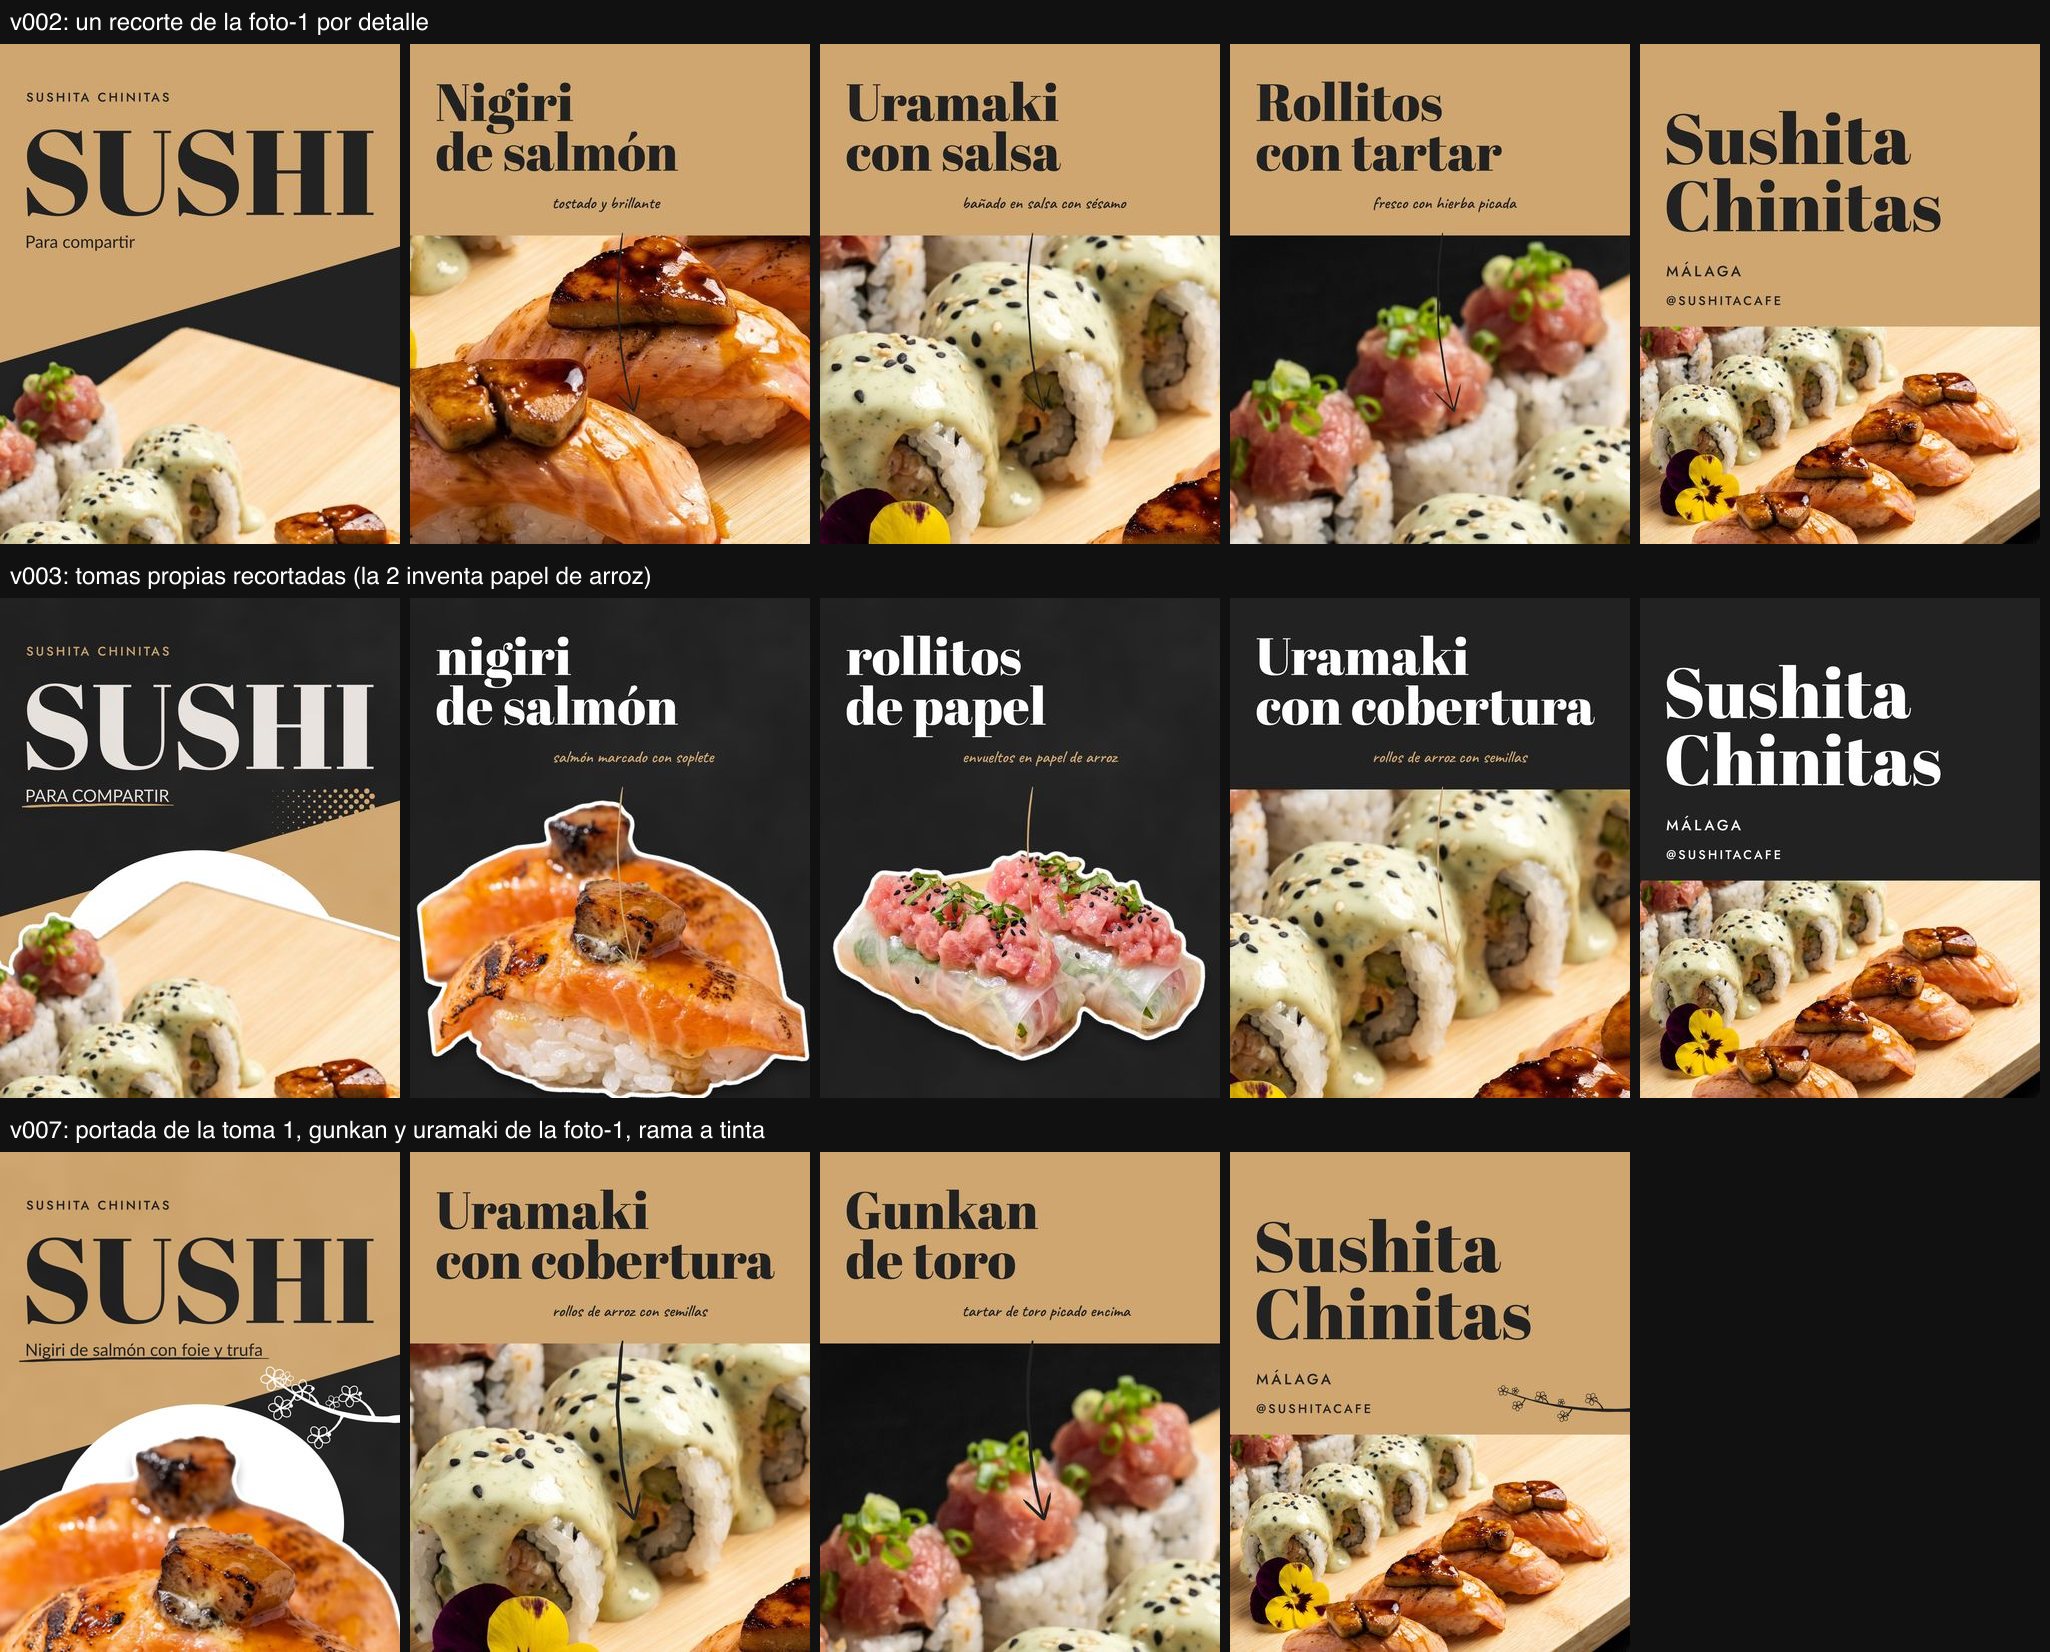 v002: un recorte de la foto-1 por detalle
SUSHITA CHINITAS
SUSHI
Para compartir
Nigiri
de salmón
tostado y brillante
Uramaki
con salsa
bañado en salsa con sésamo
Rollitos
con tartar
fresco con hierba picada
Sushita
Chinitas
MÁLAGA
@SUSHITACAFE
v003: tomas propias recortadas (la 2 inventa papel de arroz)
SUSHITA CHINITAS
SUSHI
PARA COMPARTIR
nigiri
de salmón
salmón marcado con soplete
rollitos
de papel
envueltos en papel de arroz
Uramaki
con cobertura
rollos de arroz con semillas
Sushita
Chinitas
MÁLAGA
@SUSHITACAFE
v007: portada de la toma 1, gunkan y uramaki de la foto-1, rama a tinta
SUSHITA CHINITAS
SUSHI
Nigiri de salmón con foie y trufa
Uramaki
con cobertura
rollos de arroz con semillas
Gunkan
de toro
tartar de toro picado encima
Sushita
Chinitas
MÁLAGA
@SUSHITACAFE